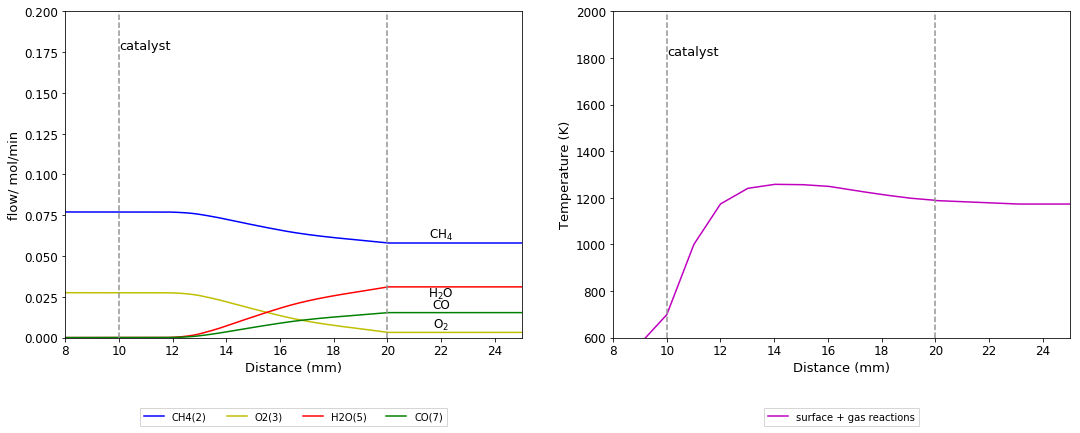 0.200
0.175
0.150
0.125
0.100
0.075
0.050
0.025
0.000
flow/ mol/min
catalyst
CH₄
H₂O
CO
O₂
8 10 12 14 16 18 20 22 24
Distance (mm)
CH4(2) O2(3) H2O(5) CO(7)
2000
1800
1600
1400
1200
1000
800
600
Temperature (K)
catalyst
8 10 12 14 16 18 20 22 24
Distance (mm)
surface + gas reactions